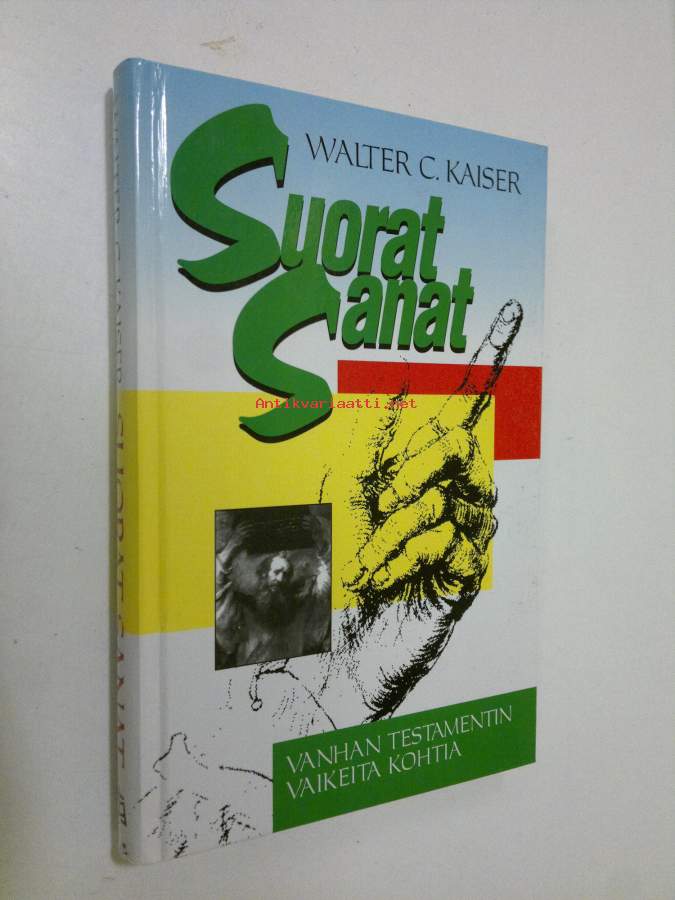 WALTER C. KAISER
Suorat
Sanat
Antikvariaatti.net
VANHAN TESTAMENTIN
VAIKEITA KOHTIA
WALTER C. KAISER SUORAT SANAT